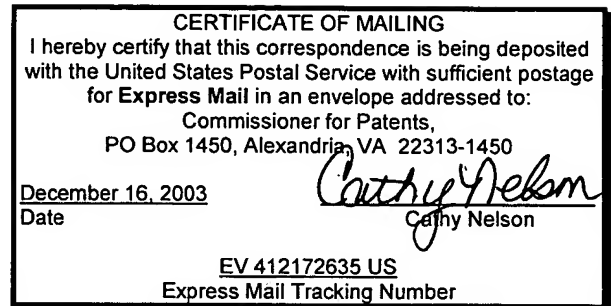 CERTIFICATE OF MAILING
I hereby certify that this correspondence is being deposited
with the United States Postal Service with sufficient postage
for Express Mail in an envelope addressed to:
Commissioner for Patents,
PO Box 1450, Alexandria, VA 22313-1450
December 16, 2003 Cathy Nelson
Date Cathy Nelson
EV 412172635 US
Express Mail Tracking Number